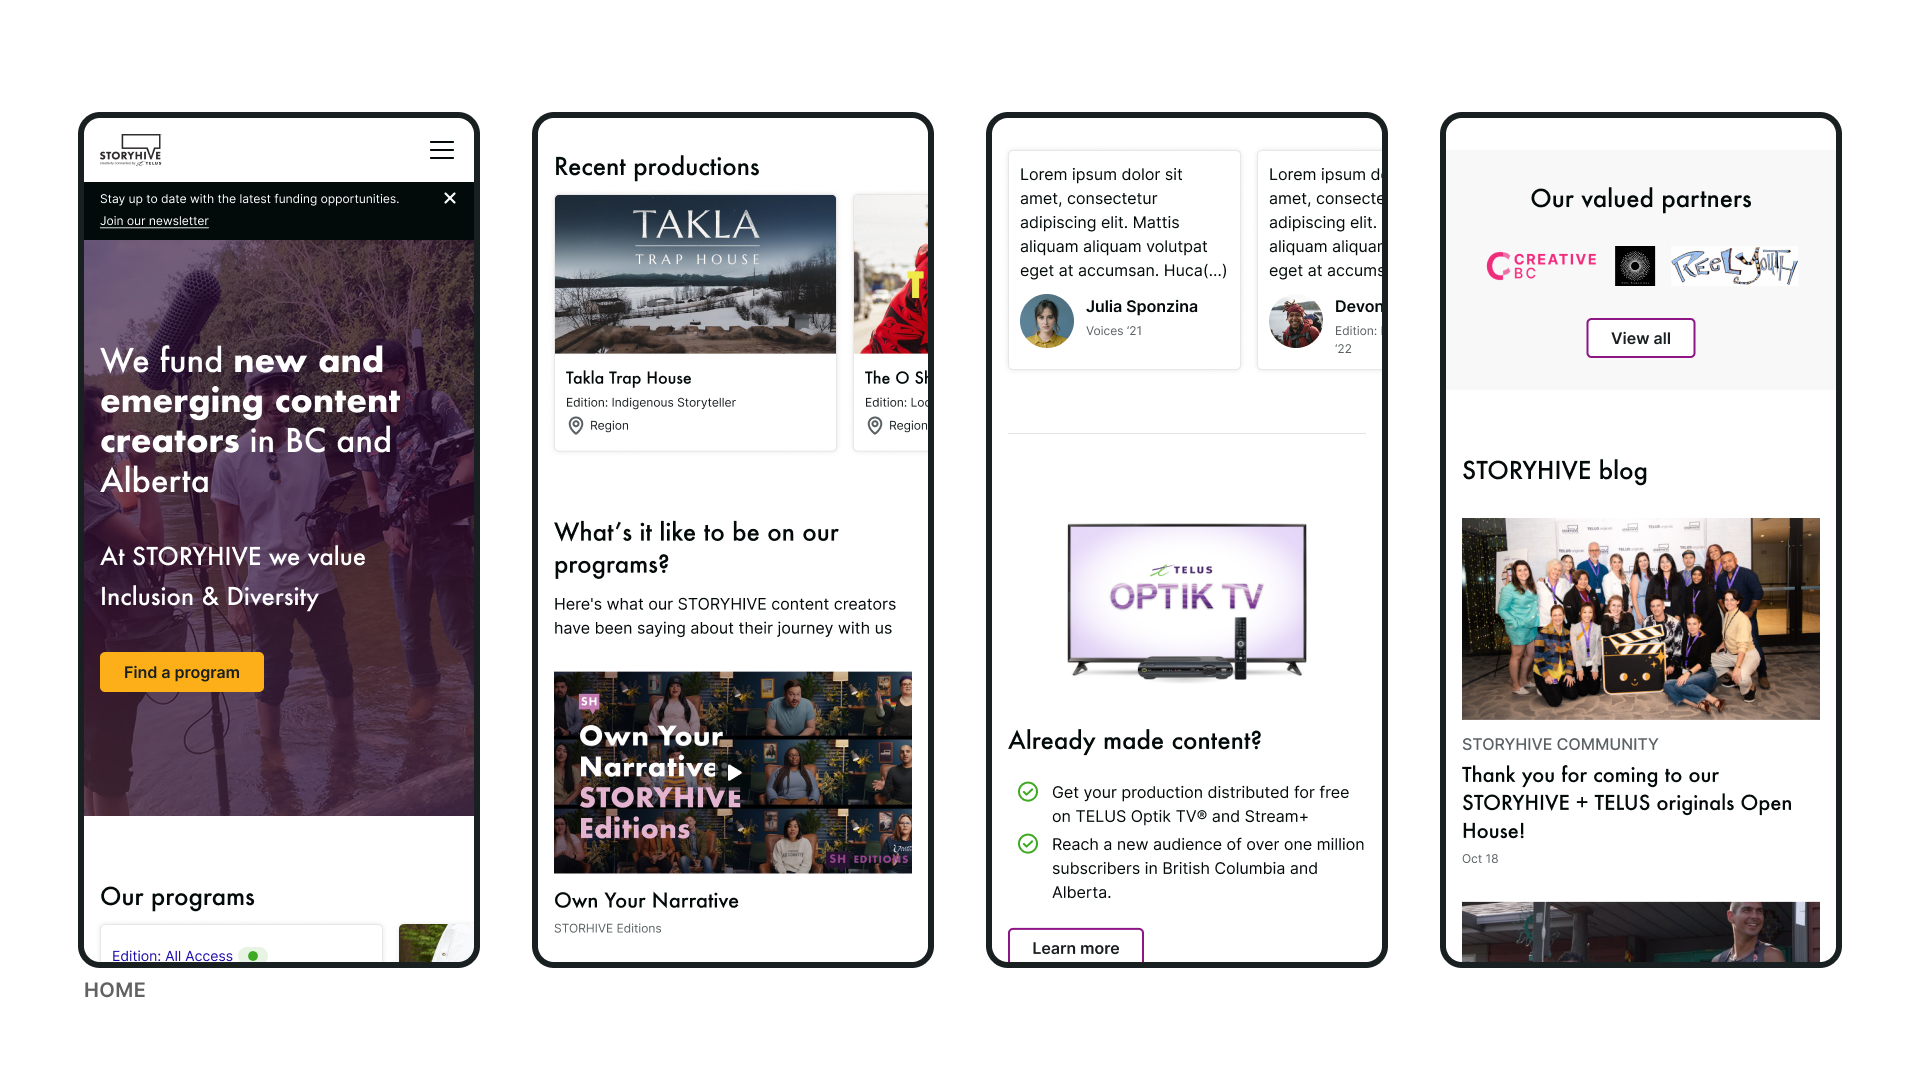 STORYHIVE
TELUS
Stay up to date with the latest funding opportunities.
Join our newsletter
We fund new and
emerging content
creators in BC and
Alberta
At STORYHIVE we value
Inclusion & Diversity
Find a program
Our programs
Edition: All Access
HOME
Recent productions
TAKLA
TRAP HOUSE
Takla Trap House
Edition: Indigenous Storyteller
Region
T
The O Sh
Edition: Loc
Region
What's it like to be on our
programs?
Here's what our STORYHIVE content creators
have been saying about their journey with us
SH
Own Your
Narrative
STORYHIVE
Editions
SH EDITIONS
Own Your Narrative
STORHIVE Editions
Lorem ipsum dolor sit
amet, consectetur
adipiscing elit. Mattis
aliquam aliquam volutpat
eget at accumsan. Huca(...)
Julia Sponzina
Voices ‘21
Lorem ipsum d
amet, consecte
adipiscing elit.
aliquam aliquar
eget at accums
Devon
Edition:
‘22
TELUS
OPTIK TV
Already made content?
Get your production distributed for free
on TELUS Optik TV® and Stream+
Reach a new audience of over one million
subscribers in British Columbia and
Alberta.
Learn more
Our valued partners
CREATIVE
BC
REEL YOUTH
View all
STORYHIVE blog
STORYHIVE COMMUNITY
Thank you for coming to our
STORYHIVE + TELUS originals Open
House!
Oct 18